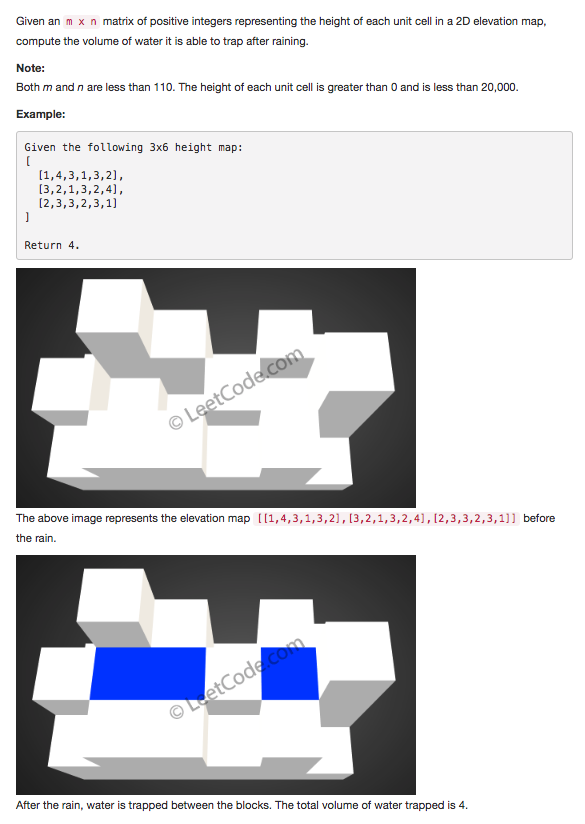 Given an m x n matrix of positive integers representing the height of each unit cell in a 2D elevation map,
compute the volume of water it is able to trap after raining.
Note:
Both m and n are less than 110. The height of each unit cell is greater than 0 and is less than 20,000.
Example:
Given the following 3x6 height map:
[
  [1,4,3,1,3,2],
  [3,2,1,3,2,4],
  [2,3,3,2,3,1]
]
Return 4.
© LeetCode.com
The above image represents the elevation map [[1,4,3,1,3,2],[3,2,1,3,2,4],[2,3,3,2,3,1]] before
the rain.
© LeetCode.com
After the rain, water is trapped between the blocks. The total volume of water trapped is 4.